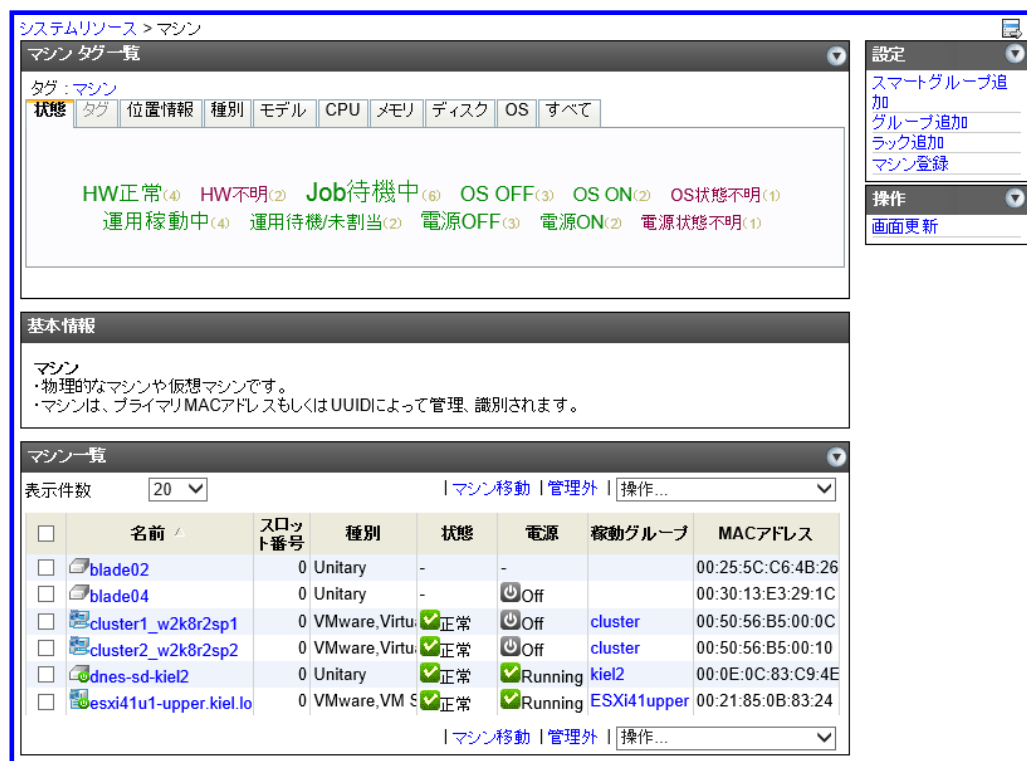 システムリソース > マシン
マシン タグ一覧
タグ : マシン
状態 タグ 位置情報 種別 モデル CPU メモリ ディスク OS すべて
HW正常(4) HW不明(2) Job待機中(6) OS OFF(3) OS ON(2) OS状態不明(1)
運用稼動中(4) 運用待機/未割当(2) 電源OFF(3) 電源ON(2) 電源状態不明(1)
設定
スマートグループ追
加
グループ追加
ラック追加
マシン登録
操作
画面更新
基本情報
マシン
・物理的なマシンや仮想マシンです。
・マシンは、プライマリMACアドレスもしくはUUIDによって管理、識別されます。
マシン一覧
表示件数 20 | マシン移動 | 管理外 | 操作...
名前 スロット番号 種別 状態 電源 稼動グループ MACアドレス
blade02 0 Unitary - - 00:25:5C:C6:4B:26
blade04 0 Unitary - Off 00:30:13:E3:29:1C
cluster1_w2k8r2sp1 0 VMware,Virtu 正常 Off cluster 00:50:56:B5:00:0C
cluster2_w2k8r2sp2 0 VMware,Virtu 正常 Off cluster 00:50:56:B5:00:10
dnes-sd-kiel2 0 Unitary 正常 Running kiel2 00:0E:0C:83:C9:4E
esxi41u1-upper.kiel.lo 0 VMware,VM S 正常 Running ESXi41upper 00:21:85:0B:83:24
| マシン移動 | 管理外 | 操作...